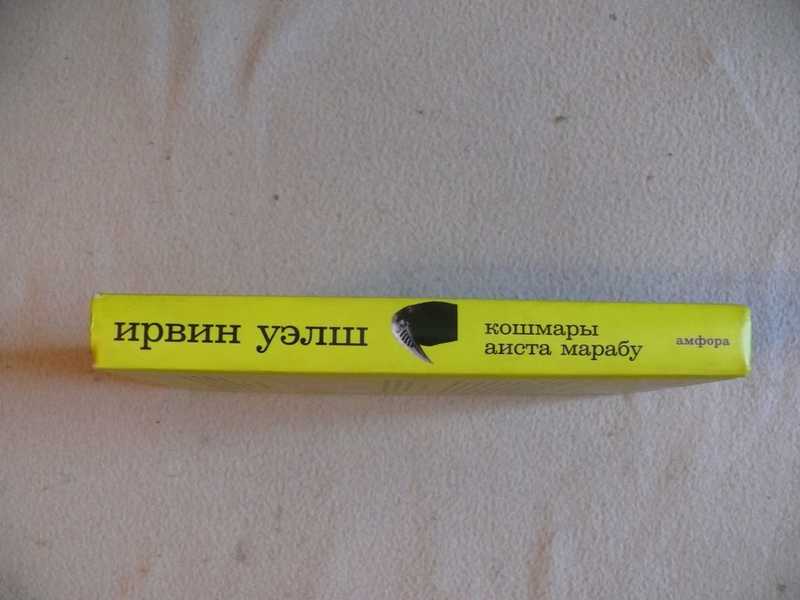 ирвин уэлш
кошмары
аиста марабу
амфора